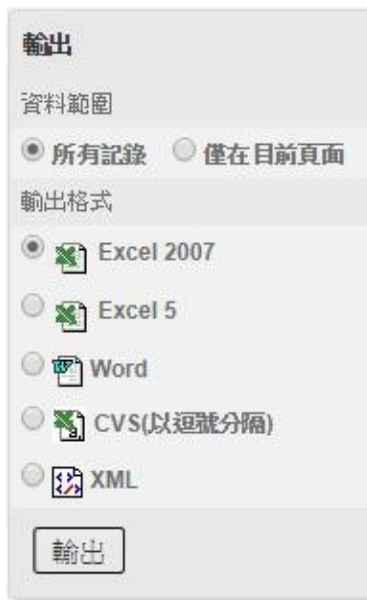 輸出
資料範圍
所有記錄 僅在目前頁面
輸出格式
Excel 2007
Excel 5
Word
CVS(以逗號分隔)
XML
輸出